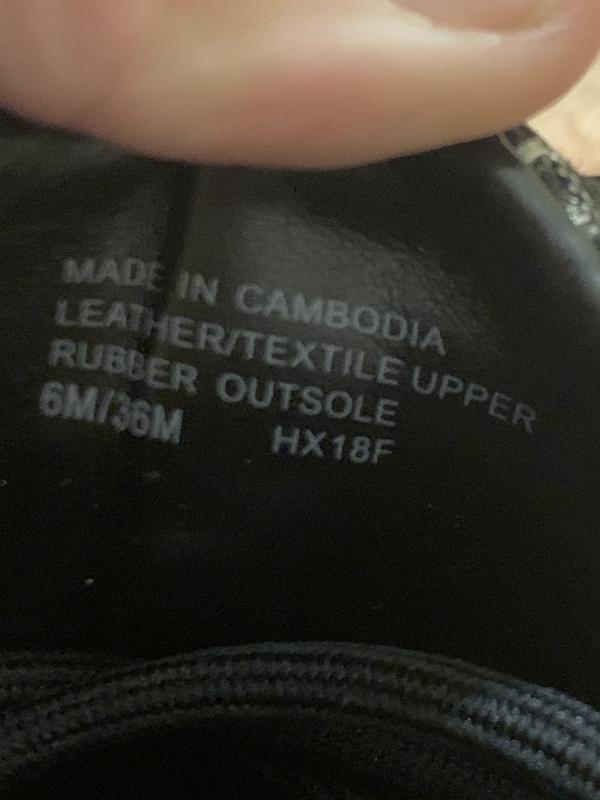 MADE IN CAMBODIA
LEATHER/TEXTILE UPPER
RUBBER OUTSOLE
6M/36M HX18F